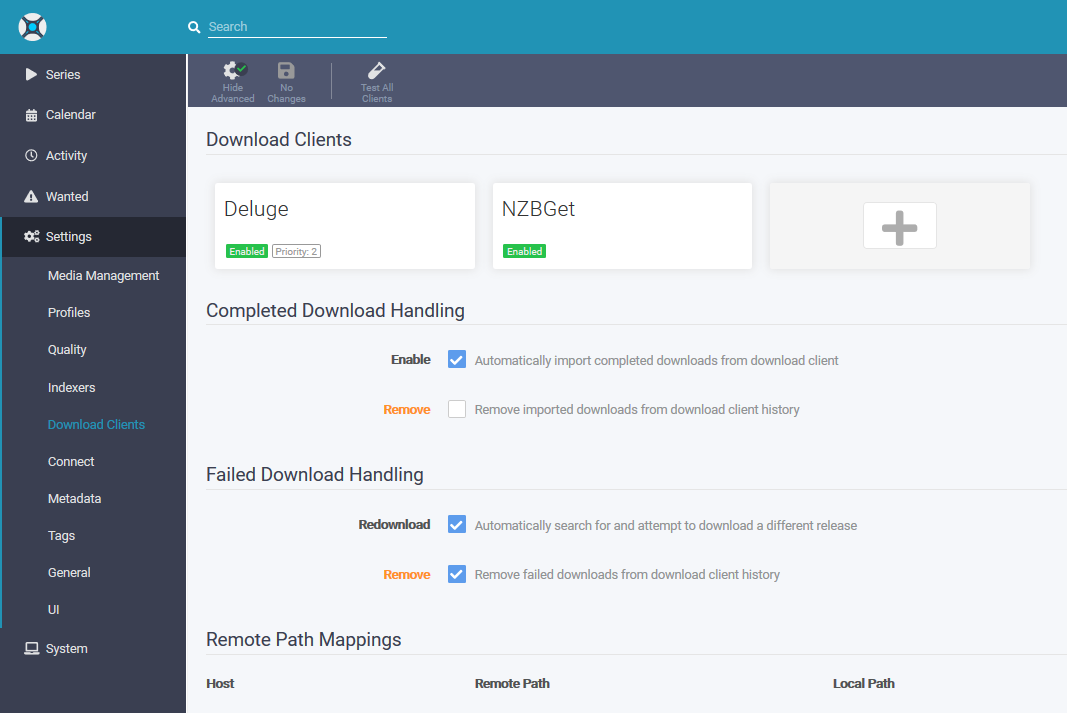 Search
Series
Calendar
Activity
Wanted
Settings
Media Management
Profiles
Quality
Indexers
Download Clients
Connect
Metadata
Tags
General
UI
System
Hide
Advanced
No
Changes
Test All
Clients
Download Clients
Deluge
Enabled Priority: 2
NZBGet
Enabled
Completed Download Handling
Enable Automatically import completed downloads from download client
Remove Remove imported downloads from download client history
Failed Download Handling
Redownload Automatically search for and attempt to download a different release
Remove Remove failed downloads from download client history
Remote Path Mappings
Host Remote Path Local Path